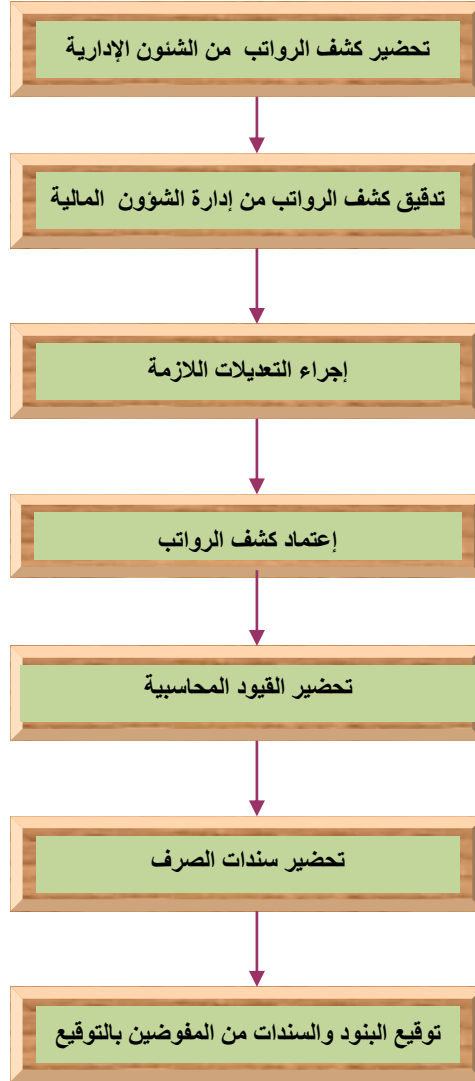 تحضير كشف الرواتب من الشئون الإدارية
تدقيق كشف الرواتب من إدارة الشؤون المالية
إجراء التعديلات اللازمة
إعتماد كشف الرواتب
تحضير القيود المحاسبية
تحضير سندات الصرف
توقيع البنود والسندات من المفوضين بالتوقيع